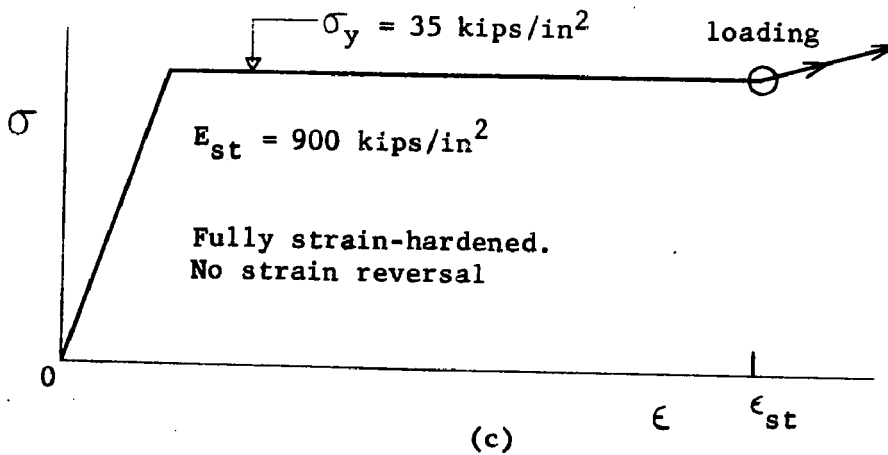 σy = 35 kips/in²
loading
σ
Est = 900 kips/in²
Fully strain-hardened.
No strain reversal
0
ϵ
ϵst
(c)